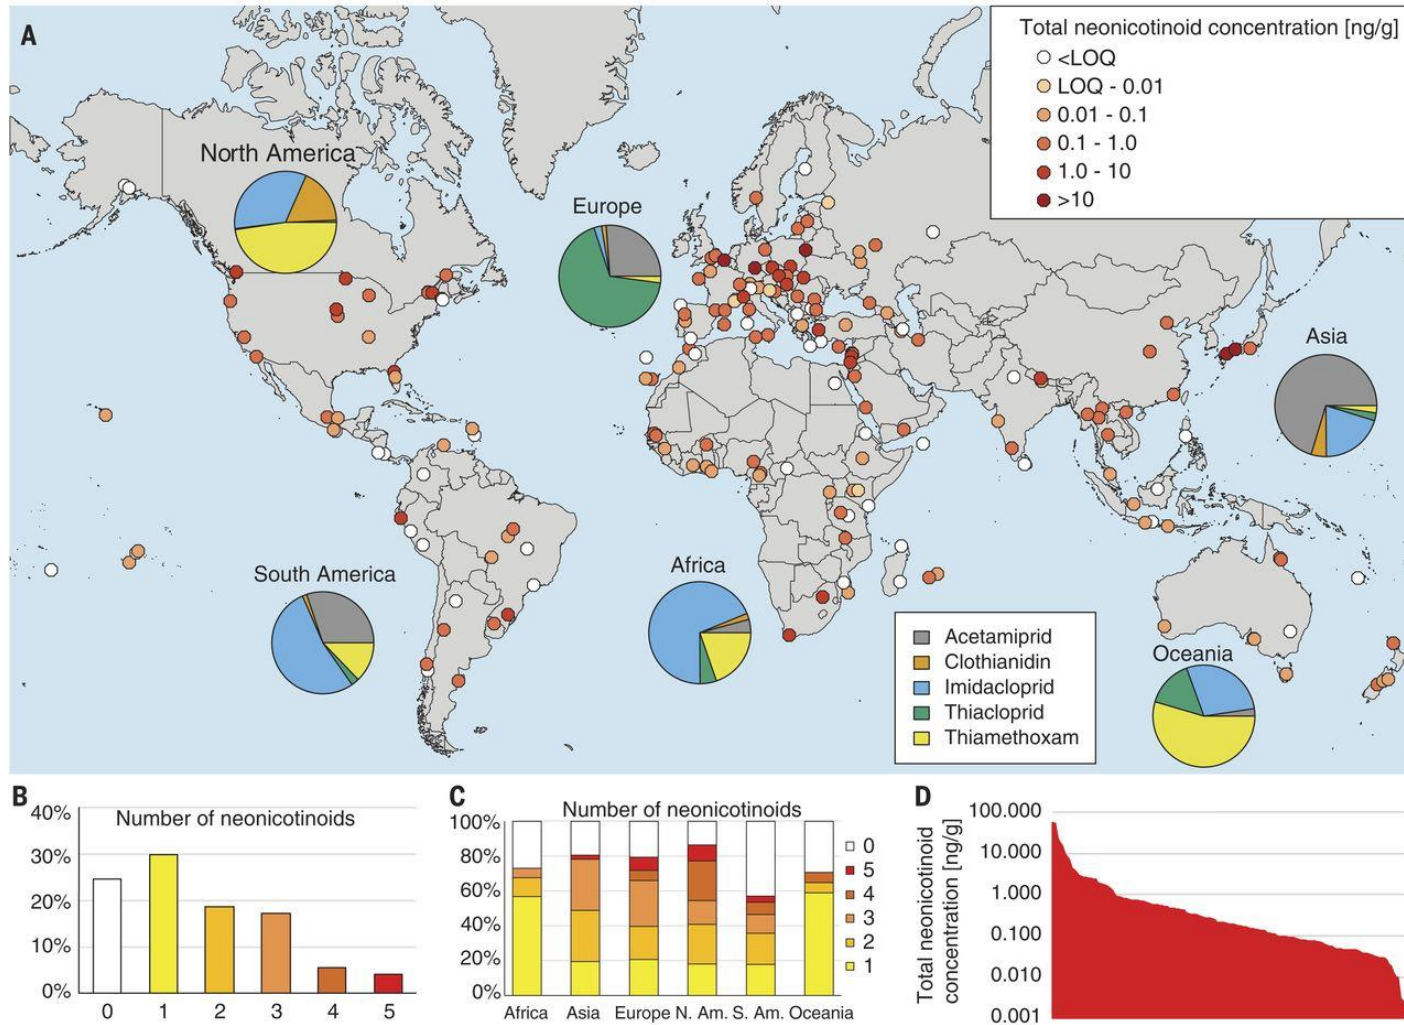 A
Total neonicotinoid concentration [ng/g]
<LOQ
LOQ - 0.01
0.01 - 0.1
0.1 - 1.0
1.0 - 10
>10
North America
Europe
Asia
South America
Africa
Oceania
Acetamiprid
Clothianidin
Imidacloprid
Thiacloprid
Thiamethoxam
B
Number of neonicotinoids
40%
30%
20%
10%
0%
0 1 2 3 4 5
C
Number of neonicotinoids
100%
80%
60%
40%
20%
0%
Africa Asia Europe N. Am. S. Am. Oceania
0
5
4
3
2
1
D
Total neonicotinoid
concentration [ng/g]
100.000
10.000
1.000
0.100
0.010
0.001